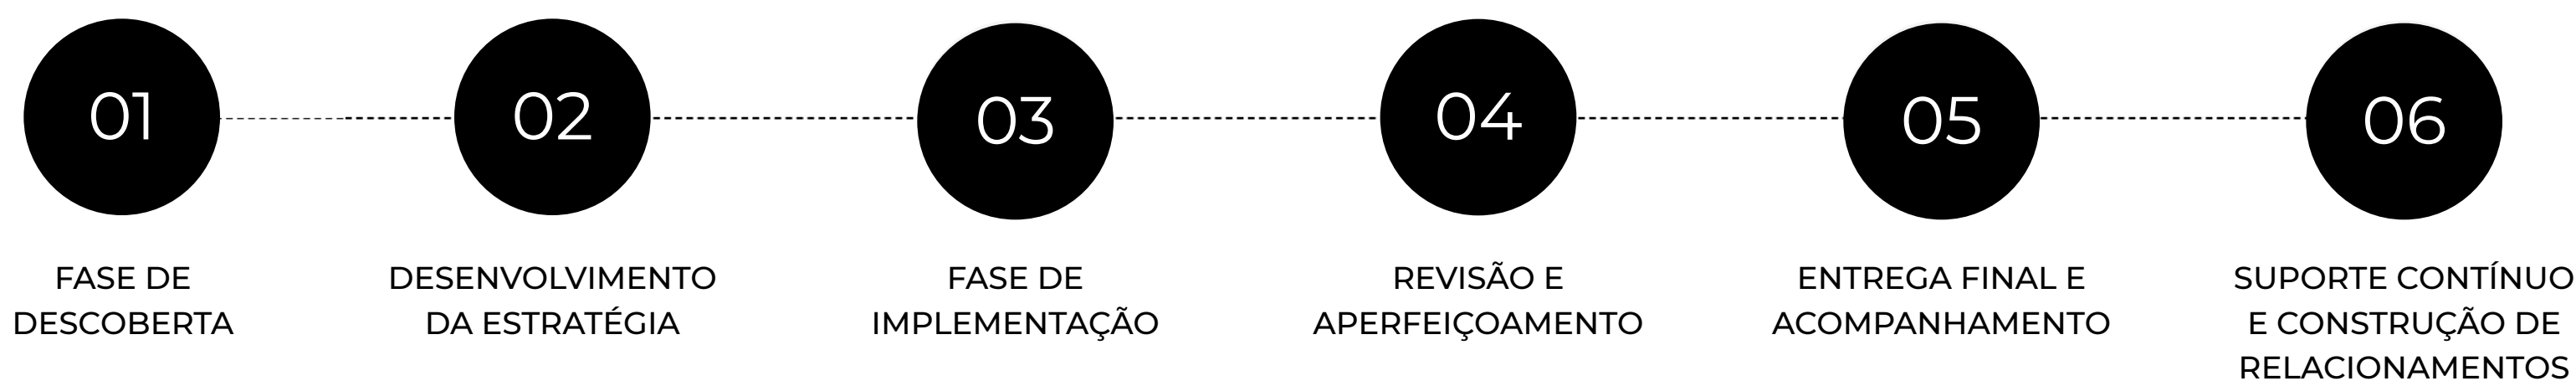 01
FASE DE
DESCOBERTA
02
DESENVOLVIMENTO
DA ESTRATÉGIA
03
FASE DE
IMPLEMENTAÇÃO
04
REVISÃO E
APERFEIÇOAMENTO
05
ENTREGA FINAL E
ACOMPANHAMENTO
06
SUPORTE CONTÍNUO
E CONSTRUÇÃO DE
RELACIONAMENTOS